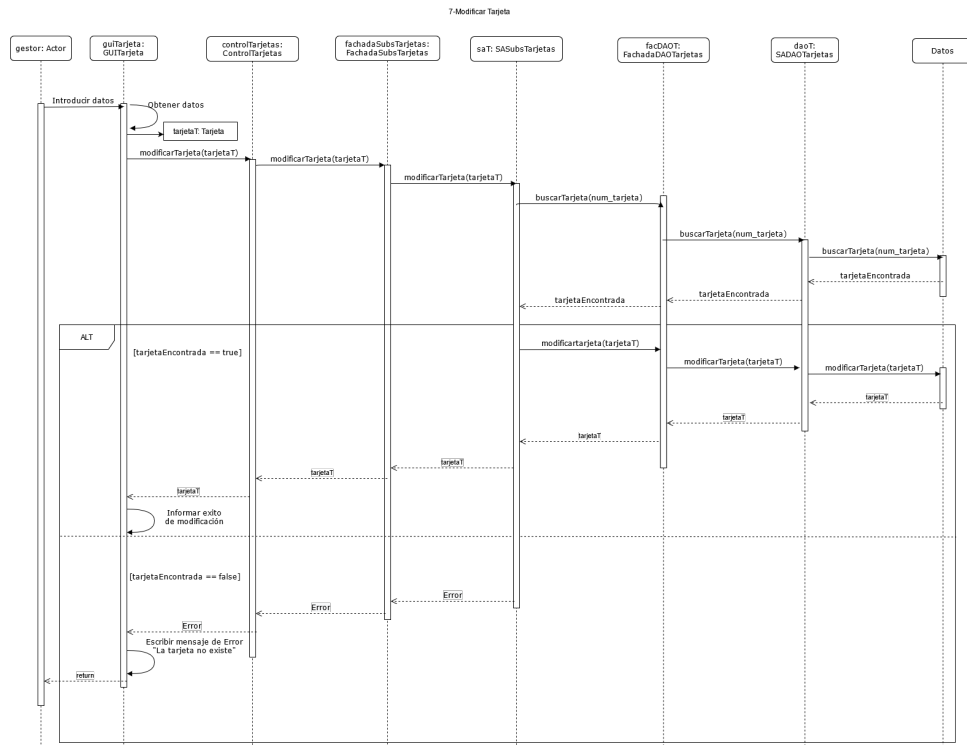 7-Modificar Tarjeta
gestor: Actor
guiTarjeta:
GUITarjeta
controlTarjetas:
ControlTarjetas
fachadaSubsTarjetas:
FachadaSubsTarjetas
saT: SASubsTarjetas
facDAOT:
FachadaDAOTarjetas
daoT:
SADAOTarjetas
Datos
Introducir datos
Obtener datos
tarjetaT: Tarjeta
modificarTarjeta(tarjetaT)
modificarTarjeta(tarjetaT)
modificarTarjeta(tarjetaT)
buscarTarjeta(num_tarjeta)
buscarTarjeta(num_tarjeta)
buscarTarjeta(num_tarjeta)
tarjetaEncontrada
tarjetaEncontrada
tarjetaEncontrada
ALT
[tarjetaEncontrada == true]
modificartarjeta(tarjetaT)
modificarTarjeta(tarjetaT)
modificarTarjeta(tarjetaT)
tarjetaT
tarjetaT
tarjetaT
tarjetaT
tarjetaT
tarjetaT
Informar exito
de modificación
[tarjetaEncontrada == false]
Error
Error
Error
Escribir mensaje de Error
"La tarjeta no existe"
return